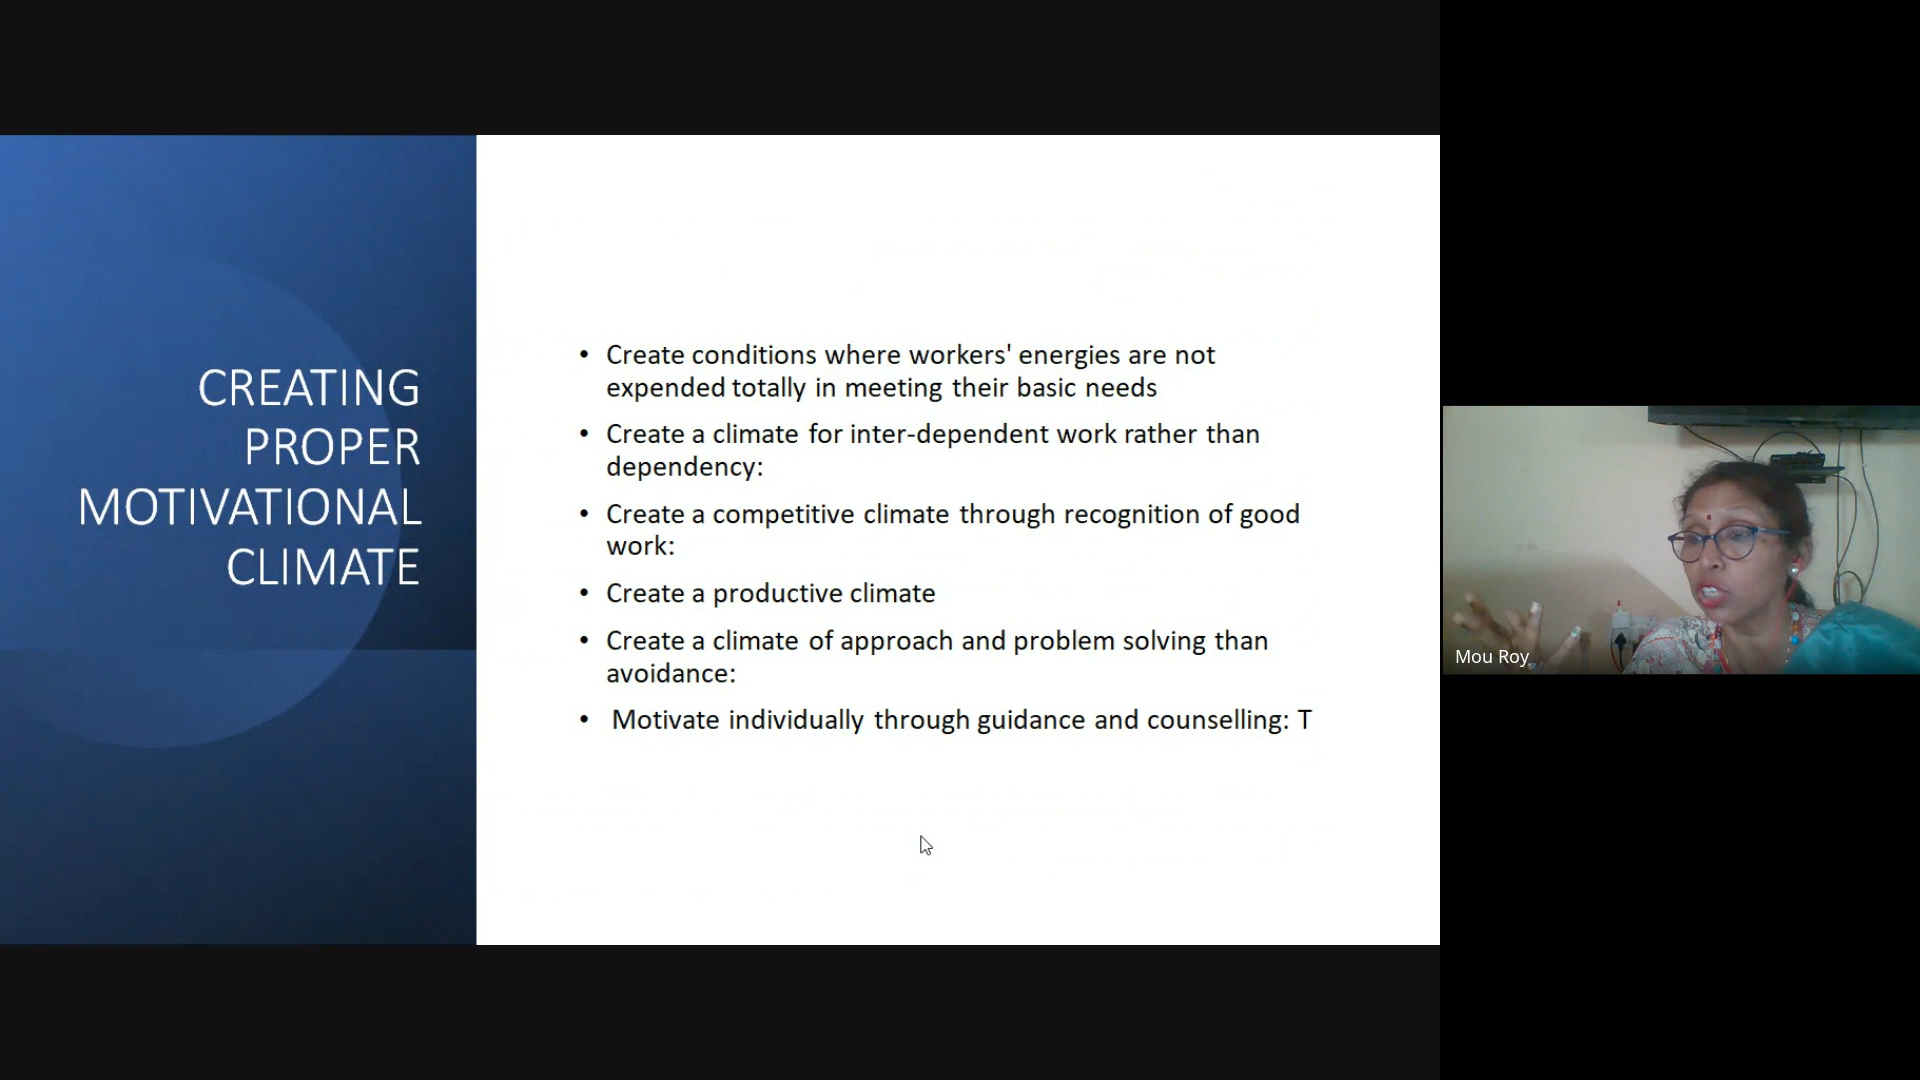 CREATING
PROPER
MOTIVATIONAL
CLIMATE
• Create conditions where workers' energies are not
expended totally in meeting their basic needs
• Create a climate for inter-dependent work rather than
dependency:
• Create a competitive climate through recognition of good
work:
• Create a productive climate
• Create a climate of approach and problem solving than
avoidance:
• Motivate individually through guidance and counselling: T
Mou Roy